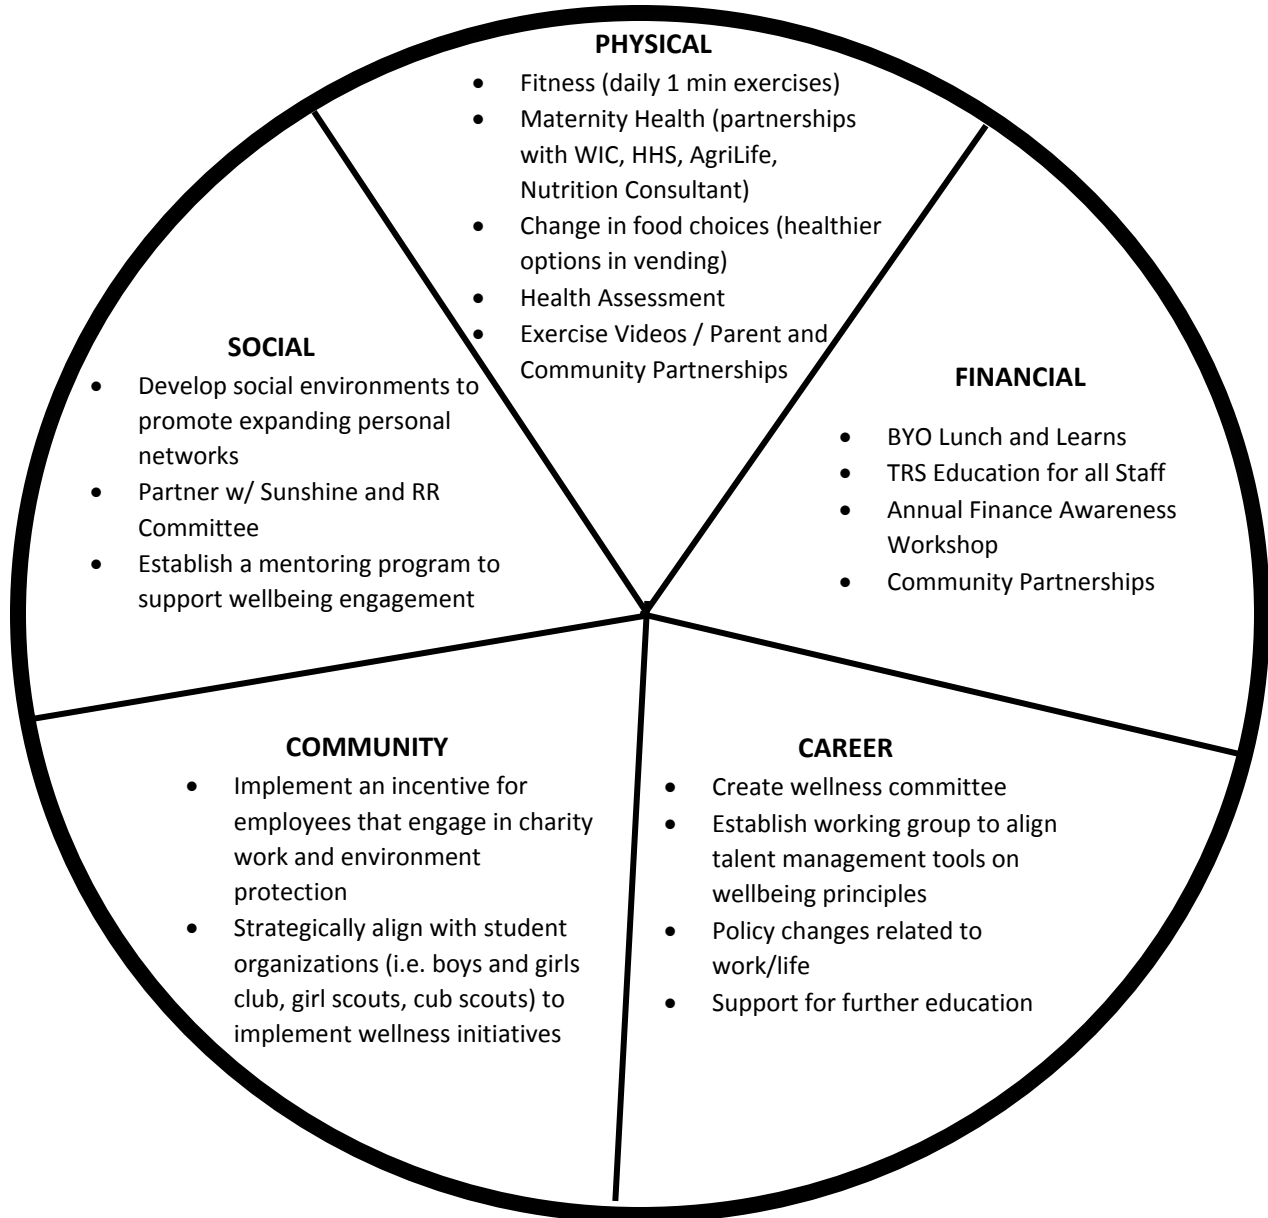 PHYSICAL
• Fitness (daily 1 min exercises)
• Maternity Health (partnerships
with WIC, HHS, AgriLife,
Nutrition Consultant)
• Change in food choices (healthier
options in vending)
• Health Assessment
• Exercise Videos / Parent and
Community Partnerships
SOCIAL
• Develop social environments to
promote expanding personal
networks
• Partner w/ Sunshine and RR
Committee
• Establish a mentoring program to
support wellbeing engagement
FINANCIAL
• BYO Lunch and Learns
• TRS Education for all Staff
• Annual Finance Awareness
Workshop
• Community Partnerships
COMMUNITY
• Implement an incentive for
employees that engage in charity
work and environment
protection
• Strategically align with student
organizations (i.e. boys and girls
club, girl scouts, cub scouts) to
implement wellness initiatives
CAREER
• Create wellness committee
• Establish working group to align
talent management tools on
wellbeing principles
• Policy changes related to
work/life
• Support for further education